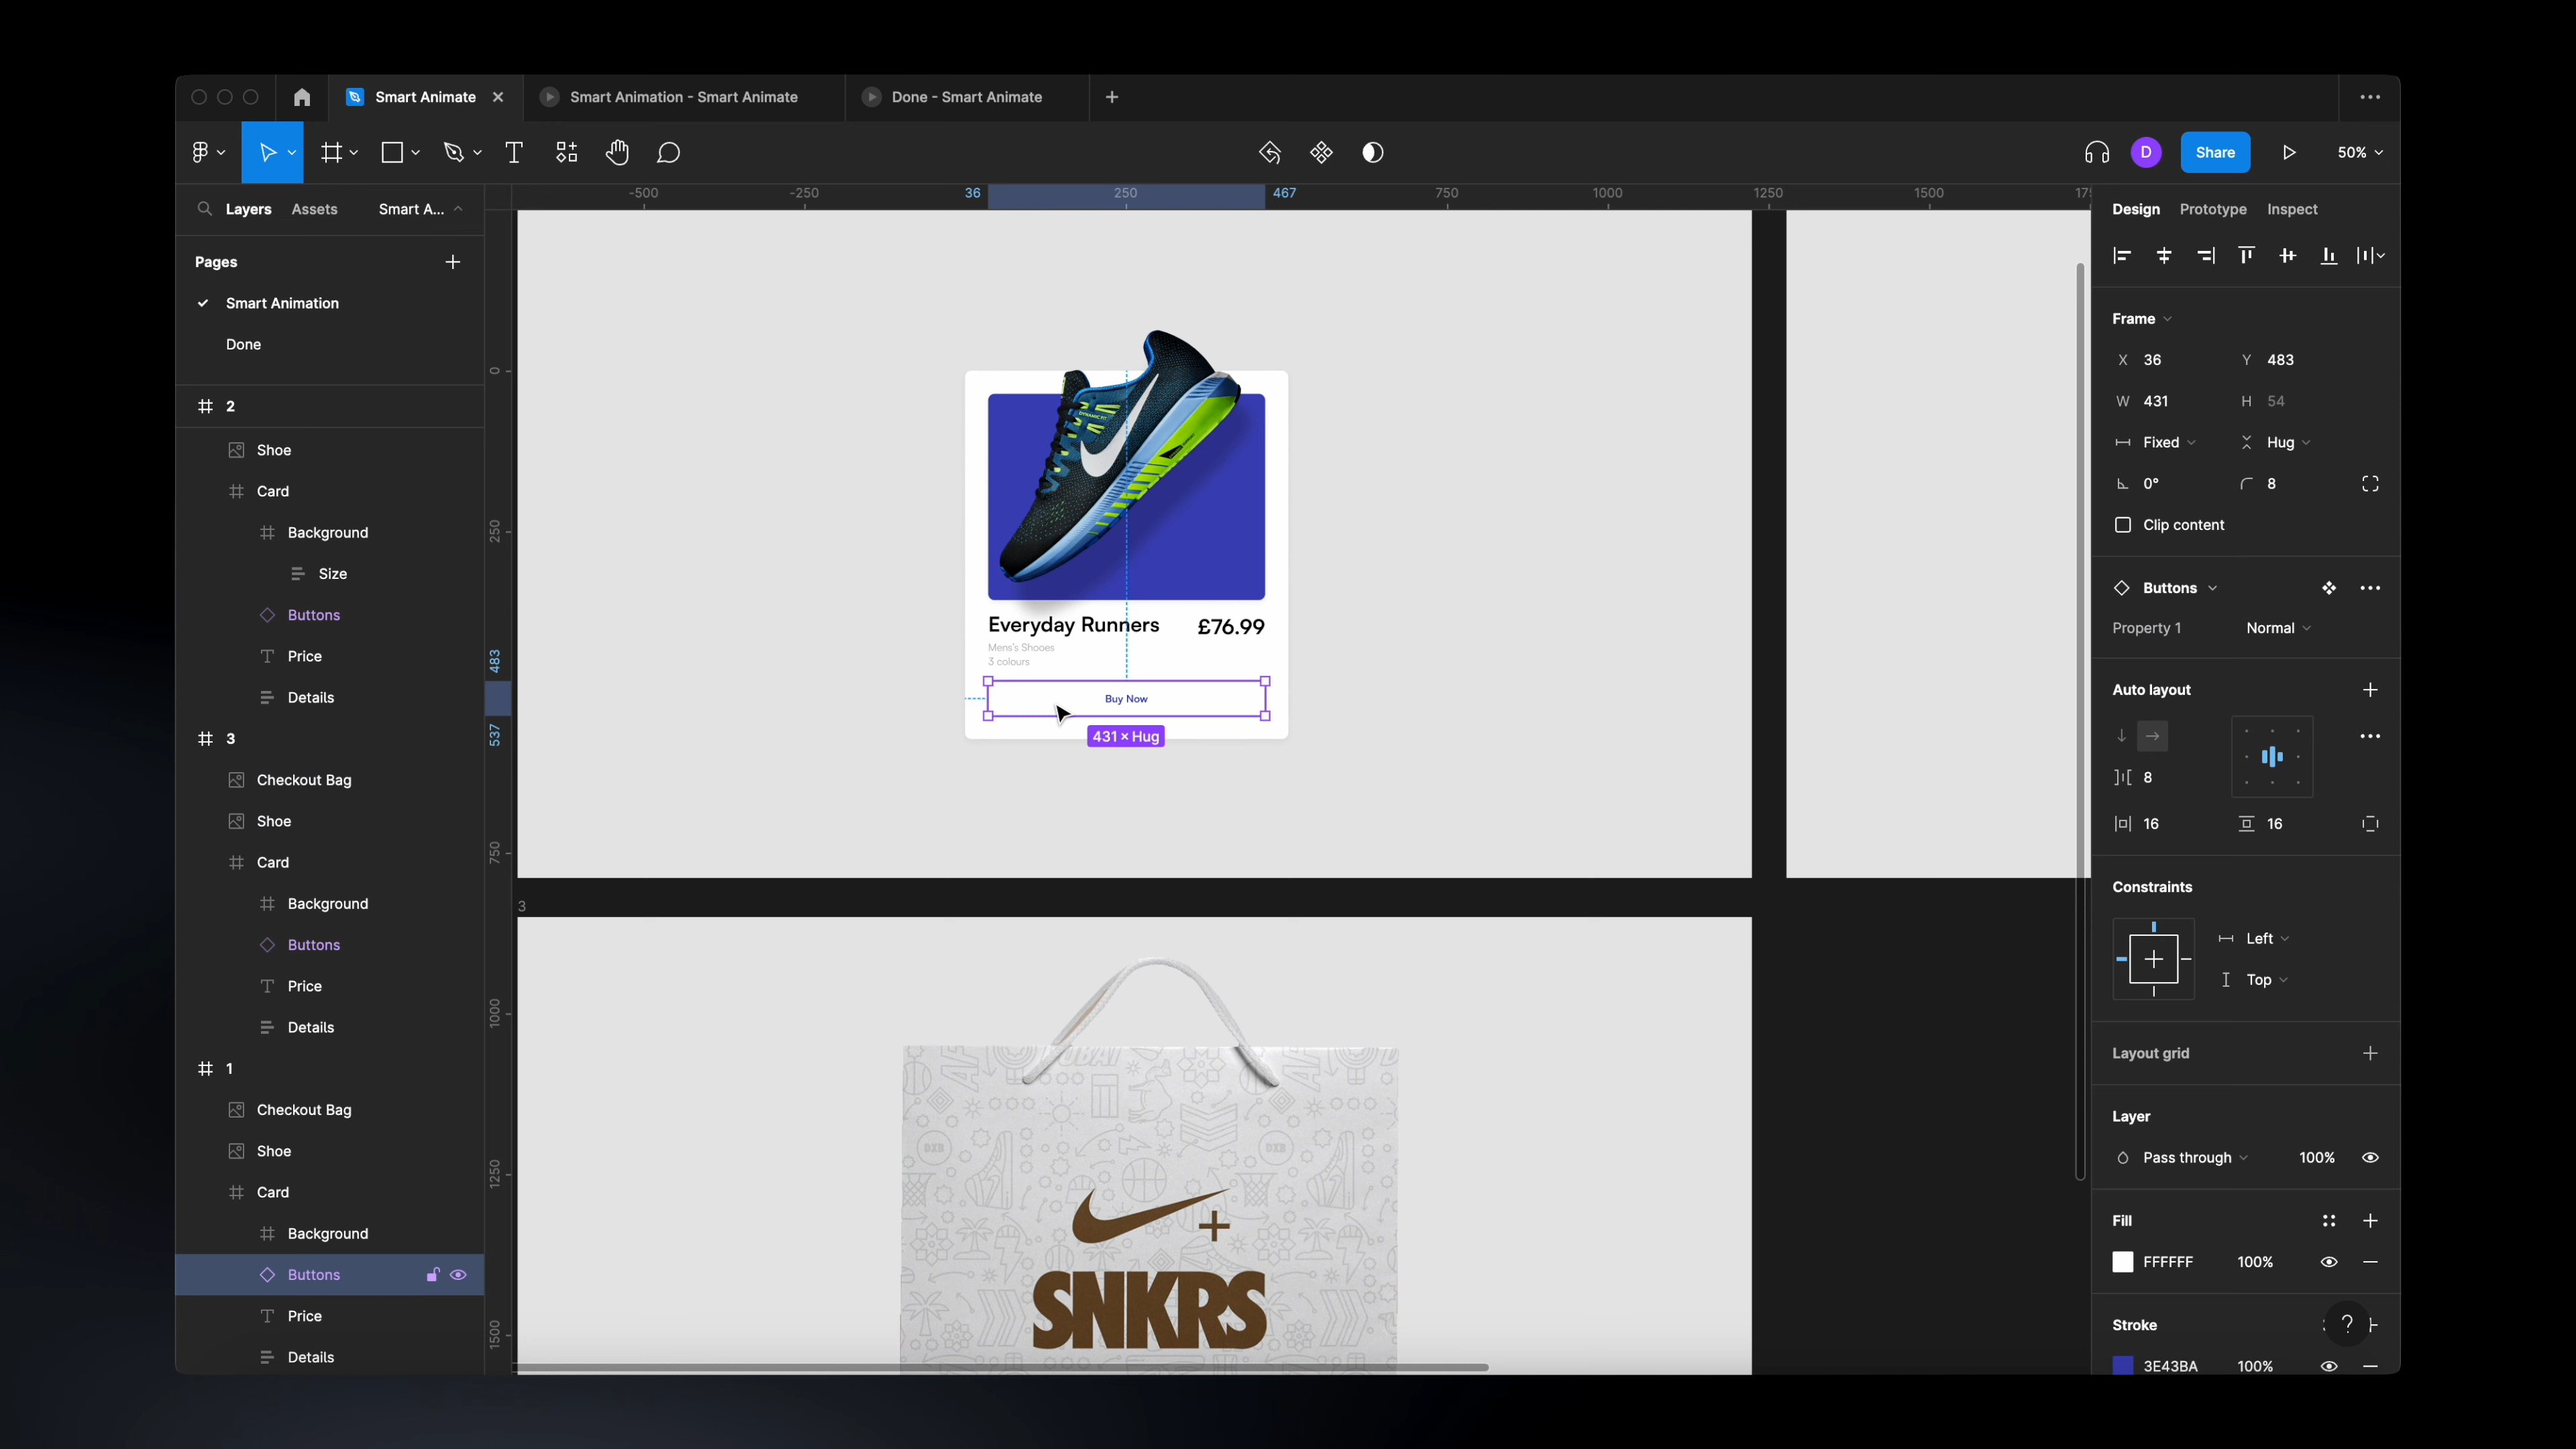 Smart Animate
Smart Animation - Smart Animate
Done - Smart Animate
D
Share
50%
Layers
Assets
Smart A...
Pages
Smart Animation
Done
2
Shoe
Card
Background
Size
Buttons
Price
Details
3
Checkout Bag
Shoe
Card
Background
Buttons
Price
Details
1
Checkout Bag
Shoe
Card
Background
Buttons
Price
Details
-500
-250
36
250
467
750
1000
1250
1500
175
0
250
483
537
750
1000
1250
1500
Everyday Runners
£76.99
Mens's Shooes
3 colours
Buy Now
431 × Hug
3
DUBAI
DXB
DXB
SNKRS
Design
Prototype
Inspect
Frame
X 36
Y 483
W 431
H 54
Fixed
Hug
0°
8
Clip content
Buttons
Property 1
Normal
Auto layout
8
16
16
Constraints
Left
Top
Layout grid
Layer
Pass through
100%
Fill
FFFFFF
100%
Stroke
?
3E43BA
100%